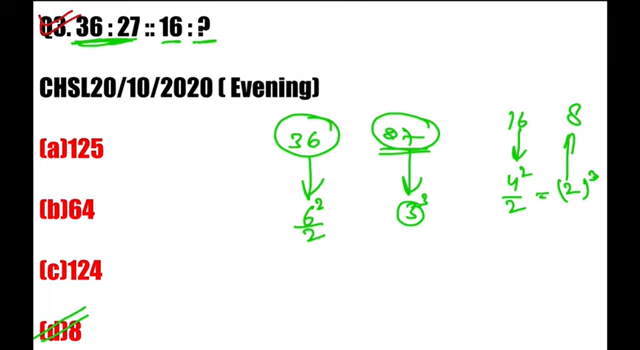 Q3. 36 : 27 :: 16 : ?
CHSL20/10/2020 ( Evening)
36 27 16 8
(a)125
6² 3³ 4² = (2)³
2 2
(b)64
(c)124
(d)8